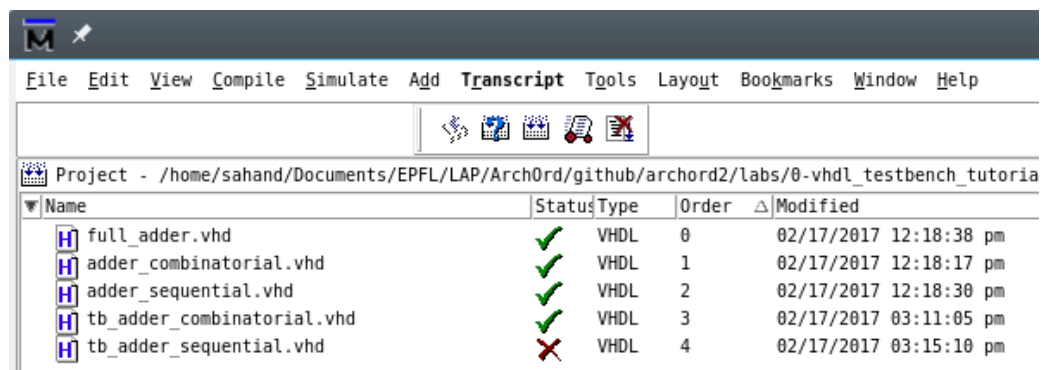 File Edit View Compile Simulate Add Transcript Tools Layout Bookmarks Window Help
Project - /home/sahand/Documents/EPFL/LAP/ArchOrd/github/archord2/labs/0-vhdl_testbench_tutoria
Name Status Type Order Modified
full_adder.vhd VHDL 0 02/17/2017 12:18:38 pm
adder_combinatorial.vhd VHDL 1 02/17/2017 12:18:17 pm
adder_sequential.vhd VHDL 2 02/17/2017 12:18:30 pm
tb_adder_combinatorial.vhd VHDL 3 02/17/2017 03:11:05 pm
tb_adder_sequential.vhd VHDL 4 02/17/2017 03:15:10 pm